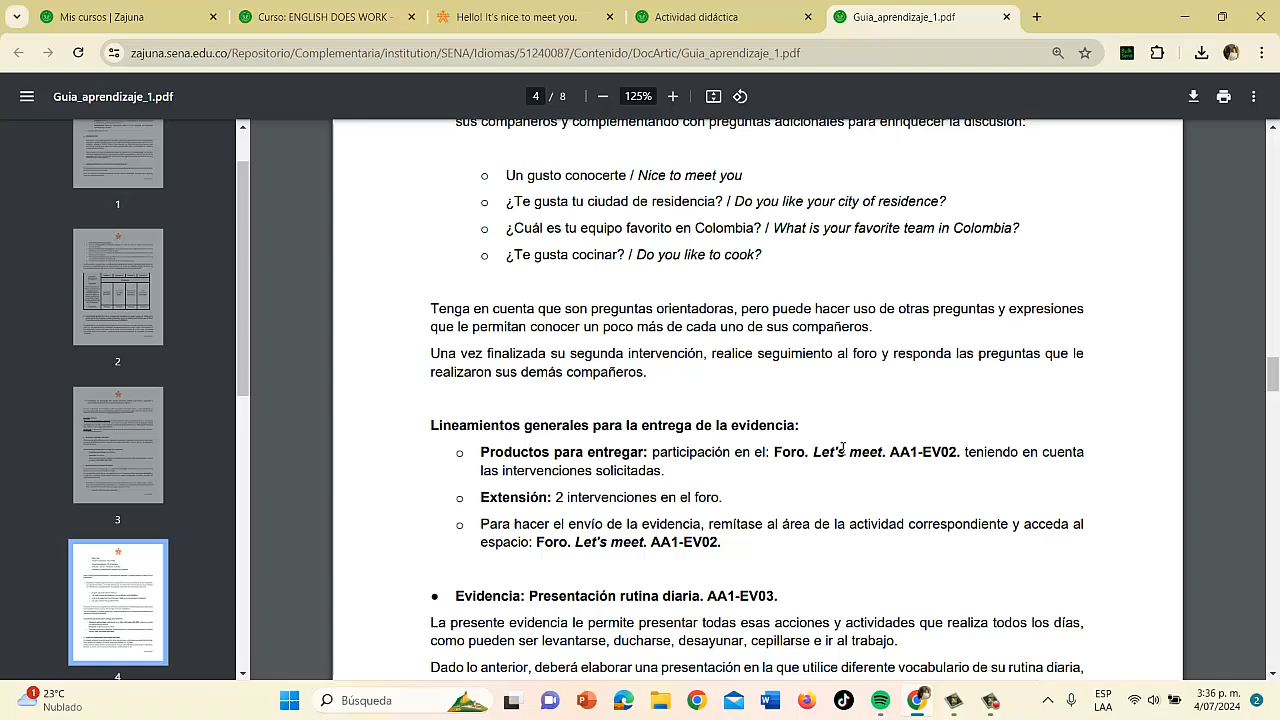 Mis cursos | Zajuna
Curso: ENGLISH DOES WORK -
Hello! It's nice to meet you.
Actividad didáctica
Guia_aprendizaje_1.pdf
zajuna.sena.edu.co/Repositorio/Complementaria/institution/SENA/Idiomas/51240087/Contenido/DocArtic/Guia_aprendizaje_1.pdf
Bulk Send
Guia_aprendizaje_1.pdf
4 / 8
125%
sus compañeros y complementando con preguntas adicionales para enriquecer la discusión:
o Un gusto conocerte / Nice to meet you
o ¿Te gusta tu ciudad de residencia? / Do you like your city of residence?
o ¿Cuál es tu equipo favorito en Colombia? / What is your favorite team in Colombia?
o ¿Te gusta cocinar? / Do you like to cook?
Tenga en cuenta que son preguntas orientadoras, pero puede hacer uso de otras preguntas y expresiones
que le permitan conocer un poco más de cada uno de sus compañeros.
Una vez finalizada su segunda intervención, realice seguimiento al foro y responda las preguntas que le
realizaron sus demás compañeros.
Lineamientos generales para la entrega de la evidencia:
o Productos para entregar: participación en el: Foro. Let's meet. AA1-EV02. teniendo en cuenta
las intervenciones solicitadas.
o Extensión: 2 intervenciones en el foro.
o Para hacer el envío de la evidencia, remítase al área de la actividad correspondiente y acceda al
espacio: Foro. Let's meet. AA1-EV02.
● Evidencia: Presentación rutina diaria. AA1-EV03.
La presente evidencia le permite presentar todas esas acciones y actividades que realiza todos los días,
como pueden ser levantarse, ducharse, desayunar, cepillarse e ir al trabajo.
Dado lo anterior, deberá elaborar una presentación en la que utilice diferente vocabulario de su rutina diaria,
1
2
3
4
1
23°C
Nublado
Búsqueda
ESP
LAA
3:36 p. m.
4/07/2024
2